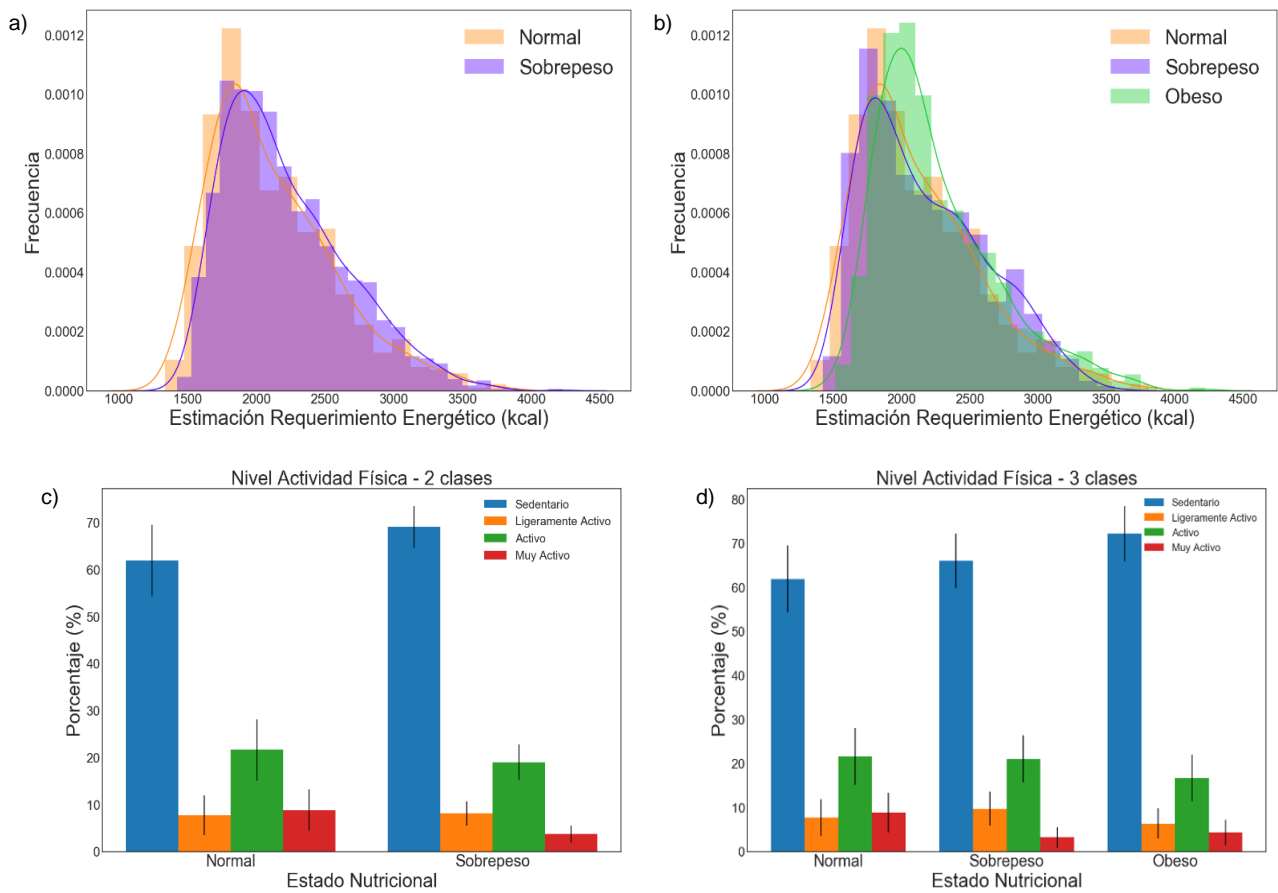 a)
Normal
Sobrepeso
Frecuencia
0.0012
0.0010
0.0008
0.0006
0.0004
0.0002
0.0000
1000 1500 2000 2500 3000 3500 4000 4500
Estimación Requerimiento Energético (kcal)
b)
Normal
Sobrepeso
Obeso
Frecuencia
0.0012
0.0010
0.0008
0.0006
0.0004
0.0002
0.0000
1000 1500 2000 2500 3000 3500 4000 4500
Estimación Requerimiento Energético (kcal)
c)
Nivel Actividad Física - 2 clases
Sedentario
Ligeramente Activo
Activo
Muy Activo
Porcentaje (%)
70
60
50
40
30
20
10
0
Normal Sobrepeso
Estado Nutricional
d)
Nivel Actividad Física - 3 clases
Sedentario
Ligeramente Activo
Activo
Muy Activo
Porcentaje (%)
80
70
60
50
40
30
20
10
0
Normal Sobrepeso Obeso
Estado Nutricional